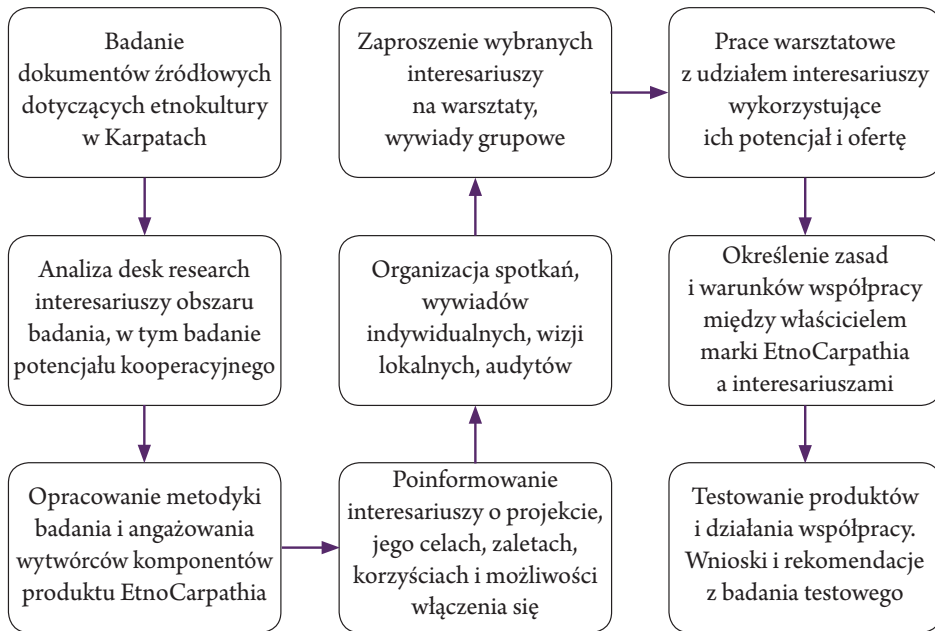 Badanie
dokumentów źródłowych
dotyczących etnokultury
w Karpatach
Analiza desk research
interesariuszy obszaru
badania, w tym badanie
potencjału kooperacyjnego
Opracowanie metodyki
badania i angażowania
wytwórców komponentów
produktu EtnoCarpathia
Poinformowanie
interesariuszy o projekcie,
jego celach, zaletach,
korzyściach i możliwości
włączenia się
Organizacja spotkań,
wywiadów
indywidualnych, wizji
lokalnych, audytów
Zaproszenie wybranych
interesariuszy
na warsztaty,
wywiady grupowe
Prace warsztatowe
z udziałem interesariuszy
wykorzystujące
ich potencjał i ofertę
Określenie zasad
i warunków współpracy
między właścicielem
marki EtnoCarpathia
a interesariuszami
Testowanie produktów
i działania współpracy.
Wnioski i rekomendacje
z badania testowego